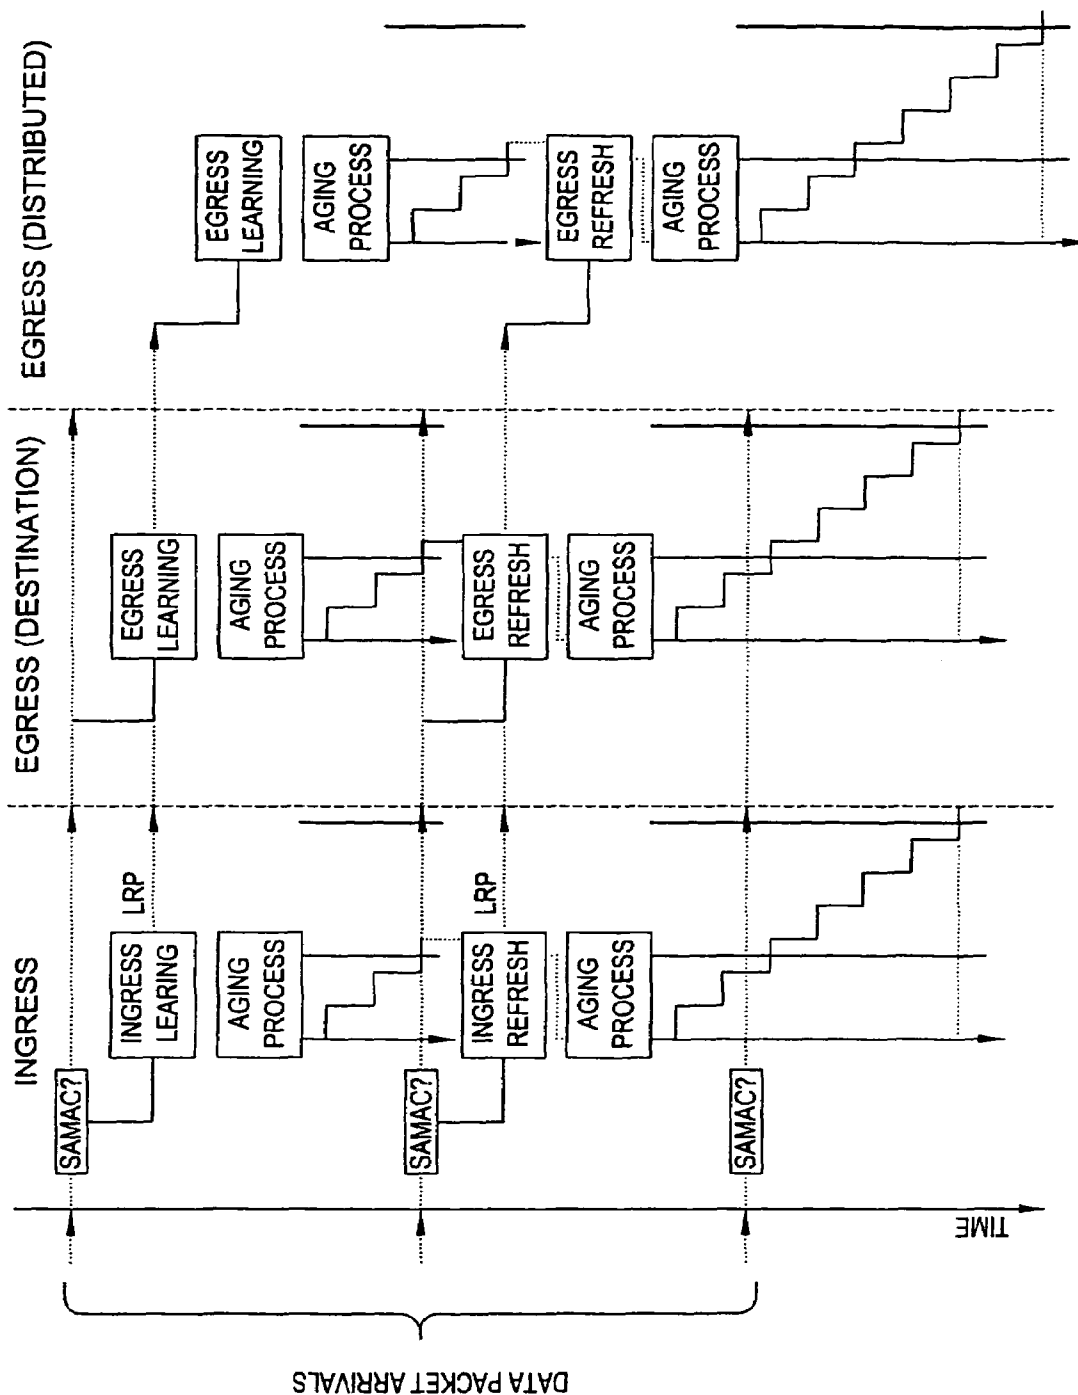 INGRESS
EGRESS (DESTINATION)
EGRESS (DISTRIBUTED)
SAMAC?
INGRESS
LEARING
LRP
EGRESS
LEARNING
EGRESS
LEARNING
AGING
PROCESS
AGING
PROCESS
AGING
PROCESS
SAMAC?
INGRESS
REFRESH
LRP
EGRESS
REFRESH
EGRESS
REFRESH
AGING
PROCESS
AGING
PROCESS
AGING
PROCESS
SAMAC?
TIME
DATA PACKET ARRIVALS